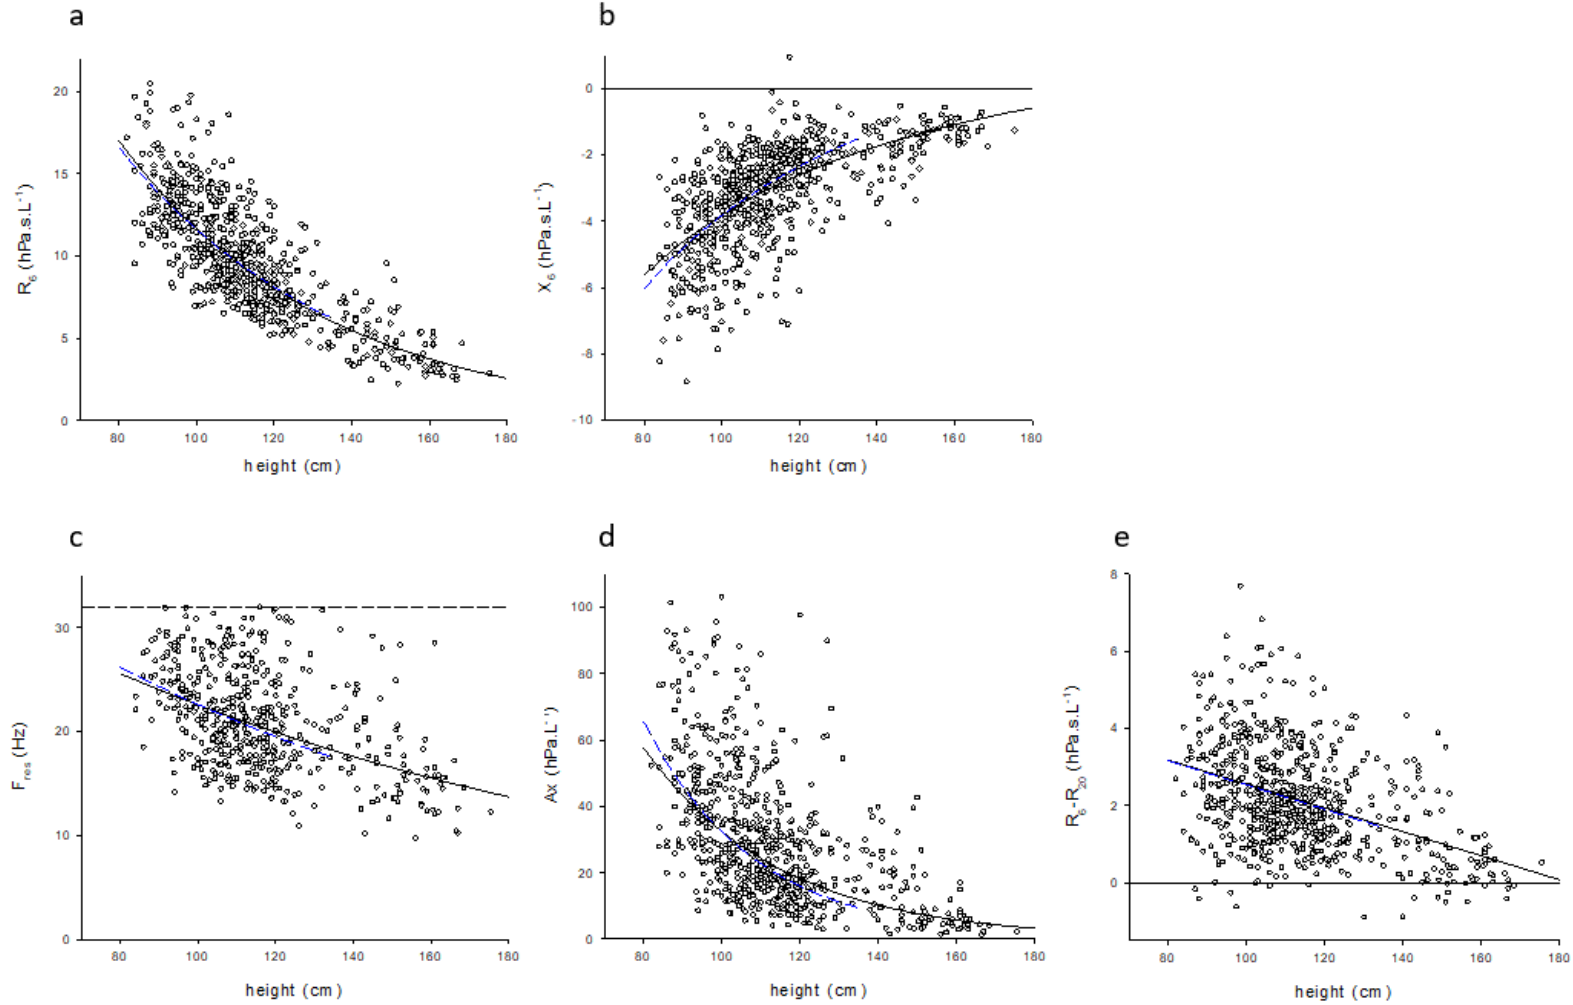 a
20
15
10
5
0
R6 (hPa.s.L-1)
80 100 120 140 160 180
height (cm)
b
0
-2
-4
-6
-8
-10
X6 (hPa.s.L-1)
80 100 120 140 160 180
height (cm)
c
30
20
10
0
Fres (Hz)
80 100 120 140 160 180
height (cm)
d
100
80
60
40
20
0
Ax (hPa.L-1)
80 100 120 140 160 180
height (cm)
e
8
6
4
2
0
R6-R20 (hPa.s.L-1)
80 100 120 140 160 180
height (cm)